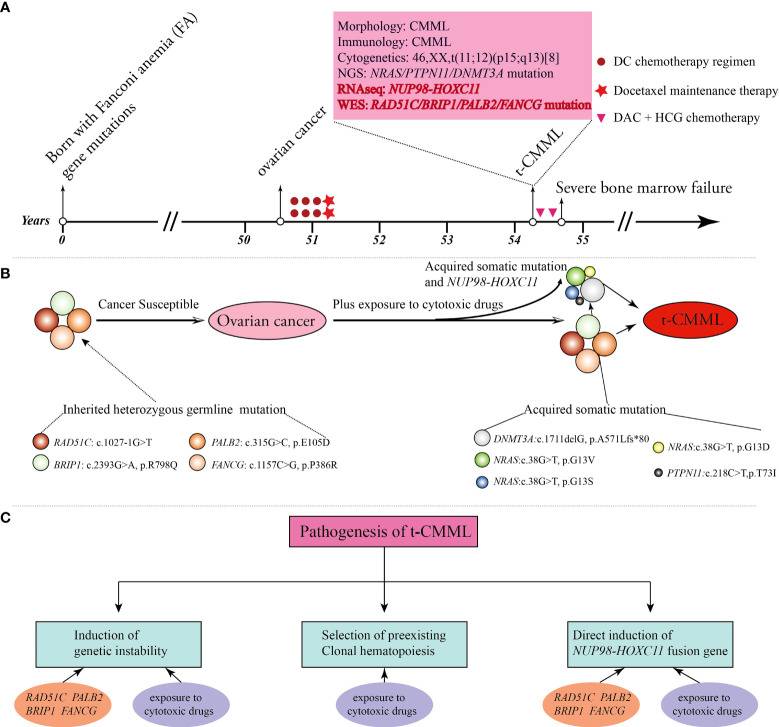 A
Born with Fanconi anemia (FA)
gene mutations
ovarian cancer
Morphology: CMML
Immunology: CMML
Cytogenetics: 46,XX,t(11;12)(p15;q13)[8]
NGS: NRAS/PTPN11/DNMT3A mutation
RNAseq: NUP98-HOXC11
WES: RAD51C/BRIP1/PALB2/FANCG mutation
DC chemotherapy regimen
Docetaxel maintenance therapy
DAC + HCG chemotherapy
t-CMML
Severe bone marrow failure
Years
0 50 51 52 53 54 55
B
Cancer Susceptible
Ovarian cancer
Plus exposure to cytotoxic drugs
Acquired somatic mutation
and NUP98-HOXC11
t-CMML
Inherited heterozygous germline mutation
RAD51C: c.1027-1G>T
PALB2: c.315G>C, p.E105D
BRIP1: c.2393G>A, p.R798Q
FANCG: c.1157C>G, p.P386R
Acquired somatic mutation
DNMT3A:c.1711delG, p.A571Lfs*80
NRAS:c.38G>T, p.G13V
NRAS:c.38G>T, p.G13S
NRAS:c.38G>T, p.G13D
PTPN11:c.218C>T,p.T73I
C
Pathogenesis of t-CMML
Induction of
genetic instability
Selection of preexisting
Clonal hematopoiesis
Direct induction of
NUP98-HOXC11 fusion gene
RAD51C PALB2
BRIP1 FANCG
exposure to
cytotoxic drugs
exposure to
cytotoxic drugs
RAD51C PALB2
BRIP1 FANCG
exposure to
cytotoxic drugs